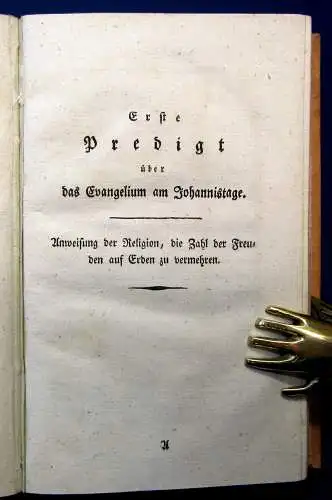 Erste
Predigt
über
das Evangelium am Johannistage.
Anweisung der Religion, die Zahl der Freu-
den auf Erden zu vermehren.
A